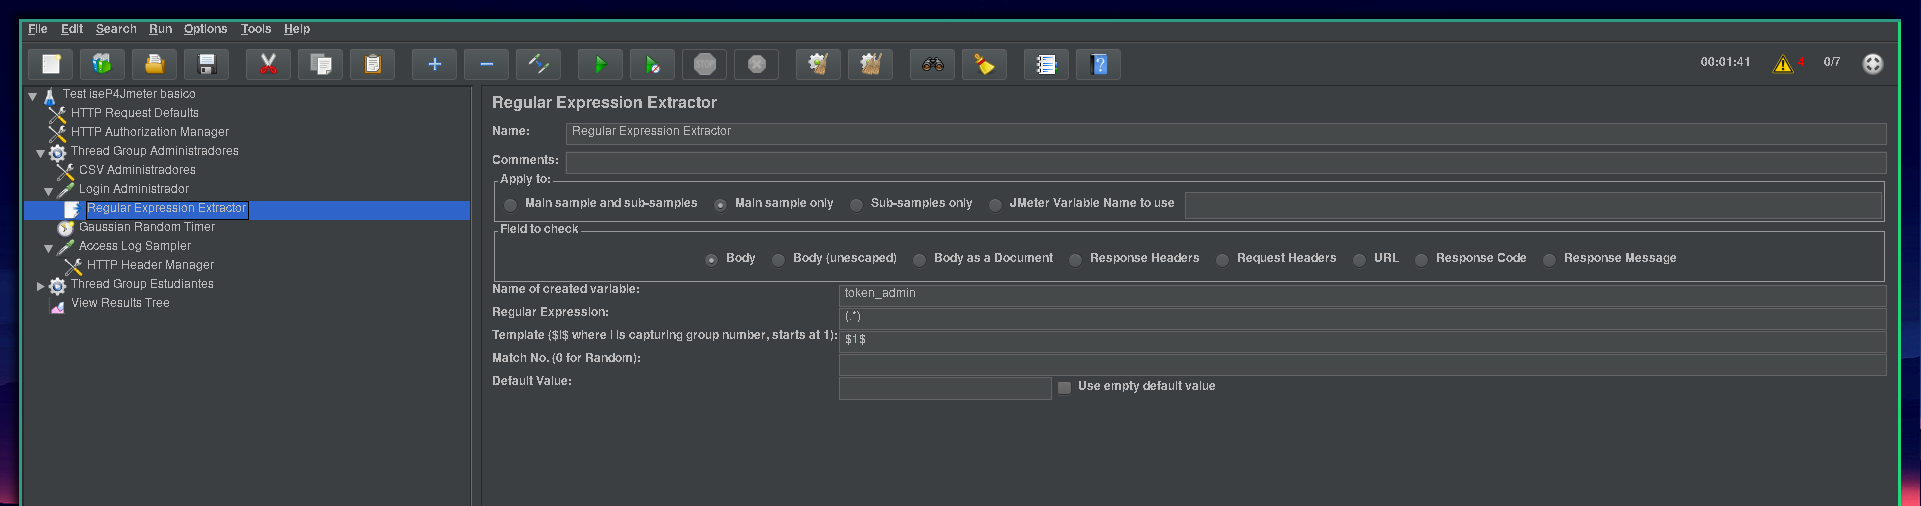 File Edit Search Run Options Tools Help
STOP
00:01:41 4 0/7
Test iseP4Jmeter basico
HTTP Request Defaults
HTTP Authorization Manager
Thread Group Administradores
CSV Administradores
Login Administrador
Regular Expression Extractor
Gaussian Random Timer
Access Log Sampler
HTTP Header Manager
Thread Group Estudiantes
View Results Tree
Regular Expression Extractor
Name: Regular Expression Extractor
Comments:
Apply to:
Main sample and sub-samples Main sample only Sub-samples only JMeter Variable Name to use
Field to check
Body Body (unescaped) Body as a Document Response Headers Request Headers URL Response Code Response Message
Name of created variable: token_admin
Regular Expression: (.*)
Template ($i$ where i is capturing group number, starts at 1): $1$
Match No. (0 for Random):
Default Value: Use empty default value